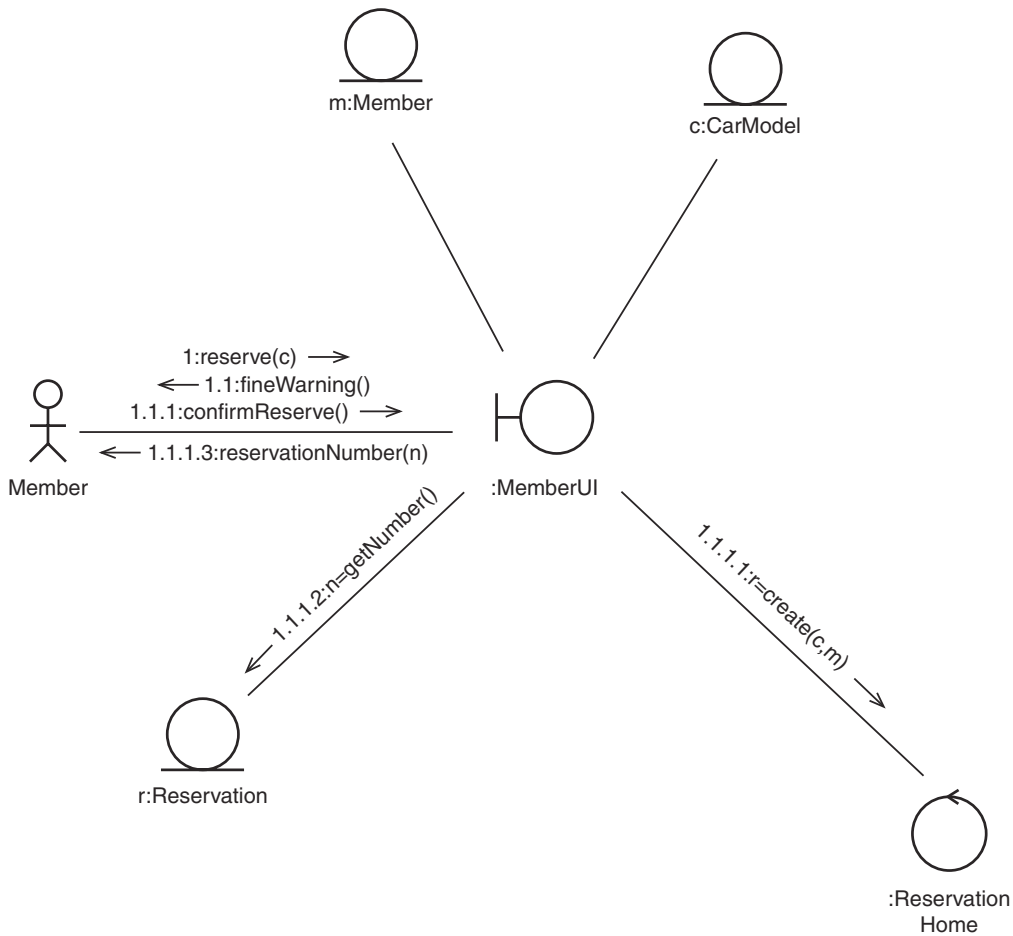 m:Member
c:CarModel
1:reserve(c)
1.1:fineWarning()
1.1.1:confirmReserve()
1.1.1.3:reservationNumber(n)
Member
:MemberUI
1.1.1.2:n=getNumber()
1.1.1.1:r=create(c,m)
r:Reservation
:Reservation
Home